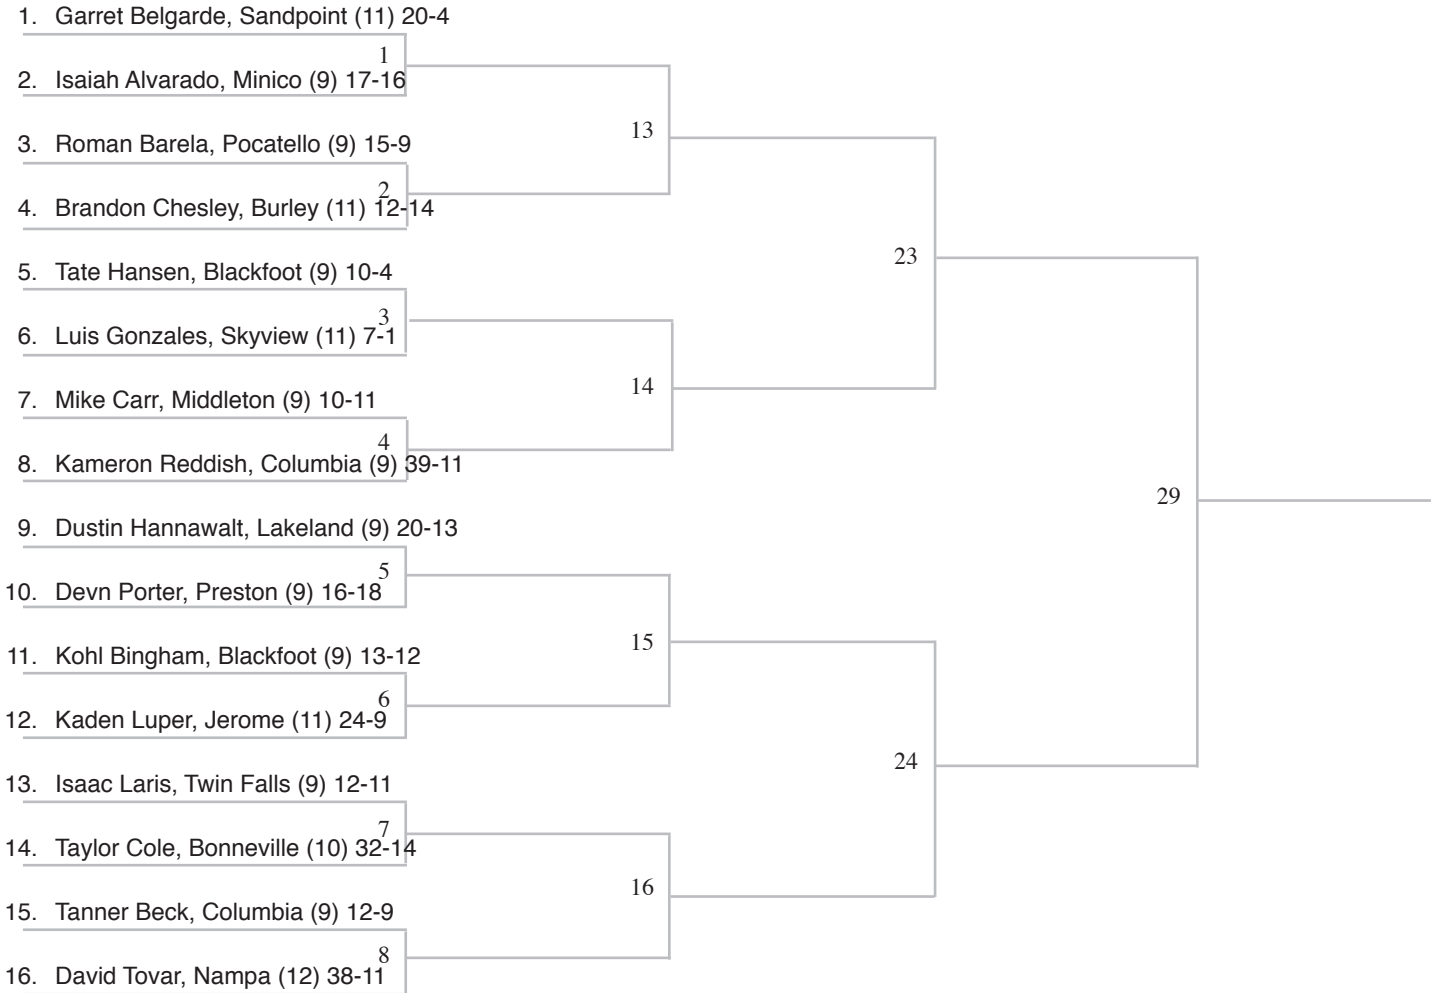 1. Garret Belgarde, Sandpoint (11) 20-4
1
2. Isaiah Alvarado, Minico (9) 17-16
13
3. Roman Barela, Pocatello (9) 15-9
2
4. Brandon Chesley, Burley (11) 12-14
23
5. Tate Hansen, Blackfoot (9) 10-4
3
6. Luis Gonzales, Skyview (11) 7-1
14
7. Mike Carr, Middleton (9) 10-11
4
8. Kameron Reddish, Columbia (9) 39-11
29
9. Dustin Hannawalt, Lakeland (9) 20-13
5
10. Devn Porter, Preston (9) 16-18
15
11. Kohl Bingham, Blackfoot (9) 13-12
6
12. Kaden Luper, Jerome (11) 24-9
24
13. Isaac Laris, Twin Falls (9) 12-11
7
14. Taylor Cole, Bonneville (10) 32-14
16
15. Tanner Beck, Columbia (9) 12-9
8
16. David Tovar, Nampa (12) 38-11